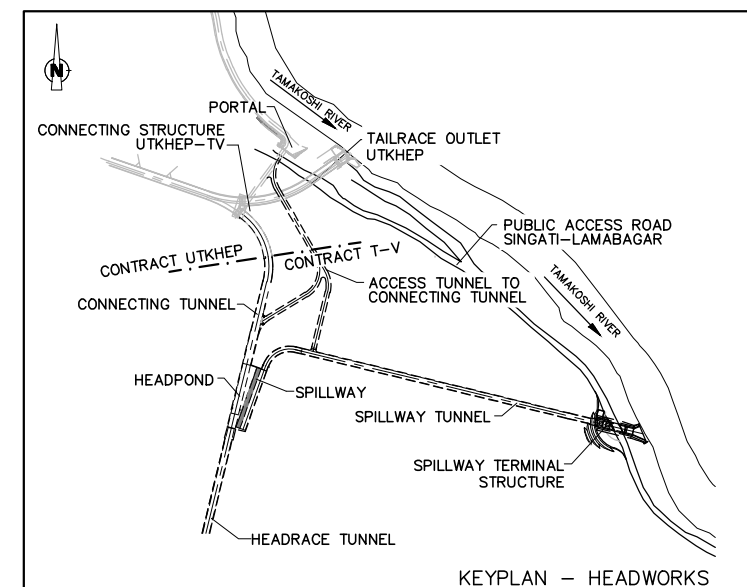 N
TAMAKOSHI RIVER
PORTAL
CONNECTING STRUCTURE
UTKHEP-TV
TAILRACE OUTLET
UTKHEP
PUBLIC ACCESS ROAD
SINGATI-LAMABAGAR
CONTRACT UTKHEP
CONTRACT T-V
TAMAKOSHI RIVER
ACCESS TUNNEL TO
CONNECTING TUNNEL
CONNECTING TUNNEL
HEADPOND
SPILLWAY
SPILLWAY TUNNEL
SPILLWAY TERMINAL
STRUCTURE
HEADRACE TUNNEL
KEYPLAN - HEADWORKS